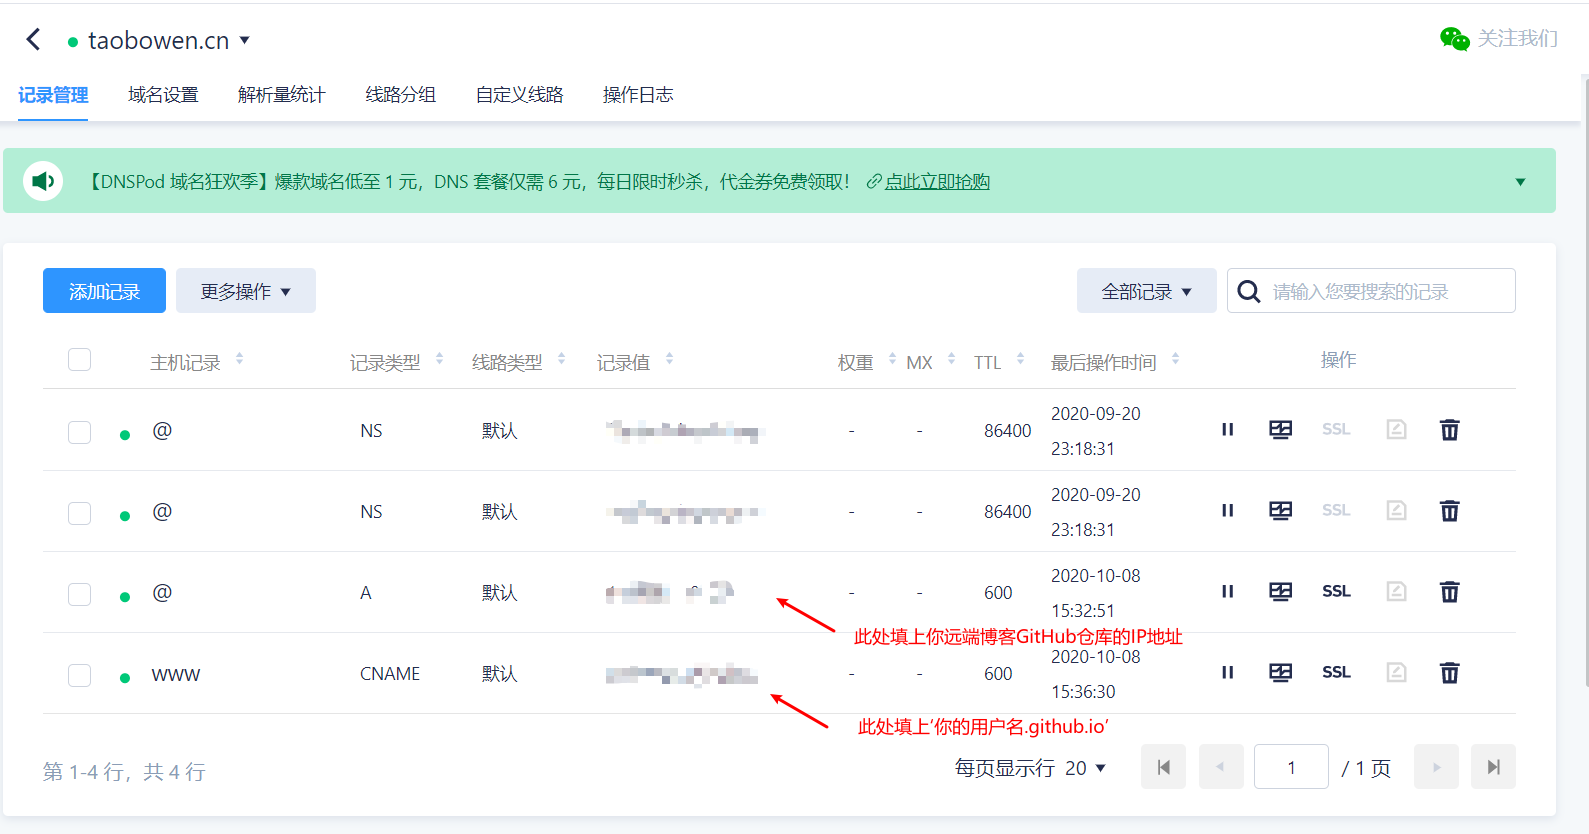 taobowen.cn
关注我们
记录管理 域名设置 解析量统计 线路分组 自定义线路 操作日志
【DNSPod 域名狂欢季】爆款域名低至 1 元，DNS 套餐仅需 6 元，每日限时秒杀，代金券免费领取！ 点此立即抢购
添加记录 更多操作 全部记录 请输入您要搜索的记录
主机记录 记录类型 线路类型 记录值 权重 MX TTL 最后操作时间 操作
@ NS 默认 - - 86400 2020-09-20 23:18:31 SSL
@ NS 默认 - - 86400 2020-09-20 23:18:31 SSL
@ A 默认 - - 600 2020-10-08 15:32:51 SSL
此处填上你远端博客GitHub仓库的IP地址
www CNAME 默认 - - 600 2020-10-08 15:36:30 SSL
此处填上‘你的用户名.github.io’
第 1-4 行，共 4 行 每页显示行 20 1 / 1 页